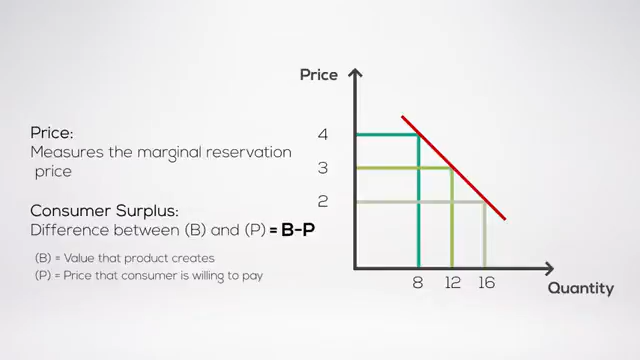 Price:
Measures the marginal reservation
price
Consumer Surplus:
Difference between (B) and (P) = B-P
(B) = Value that product creates
(P) = Price that consumer is willing to pay
Price
4
3
2
8 12 16
Quantity